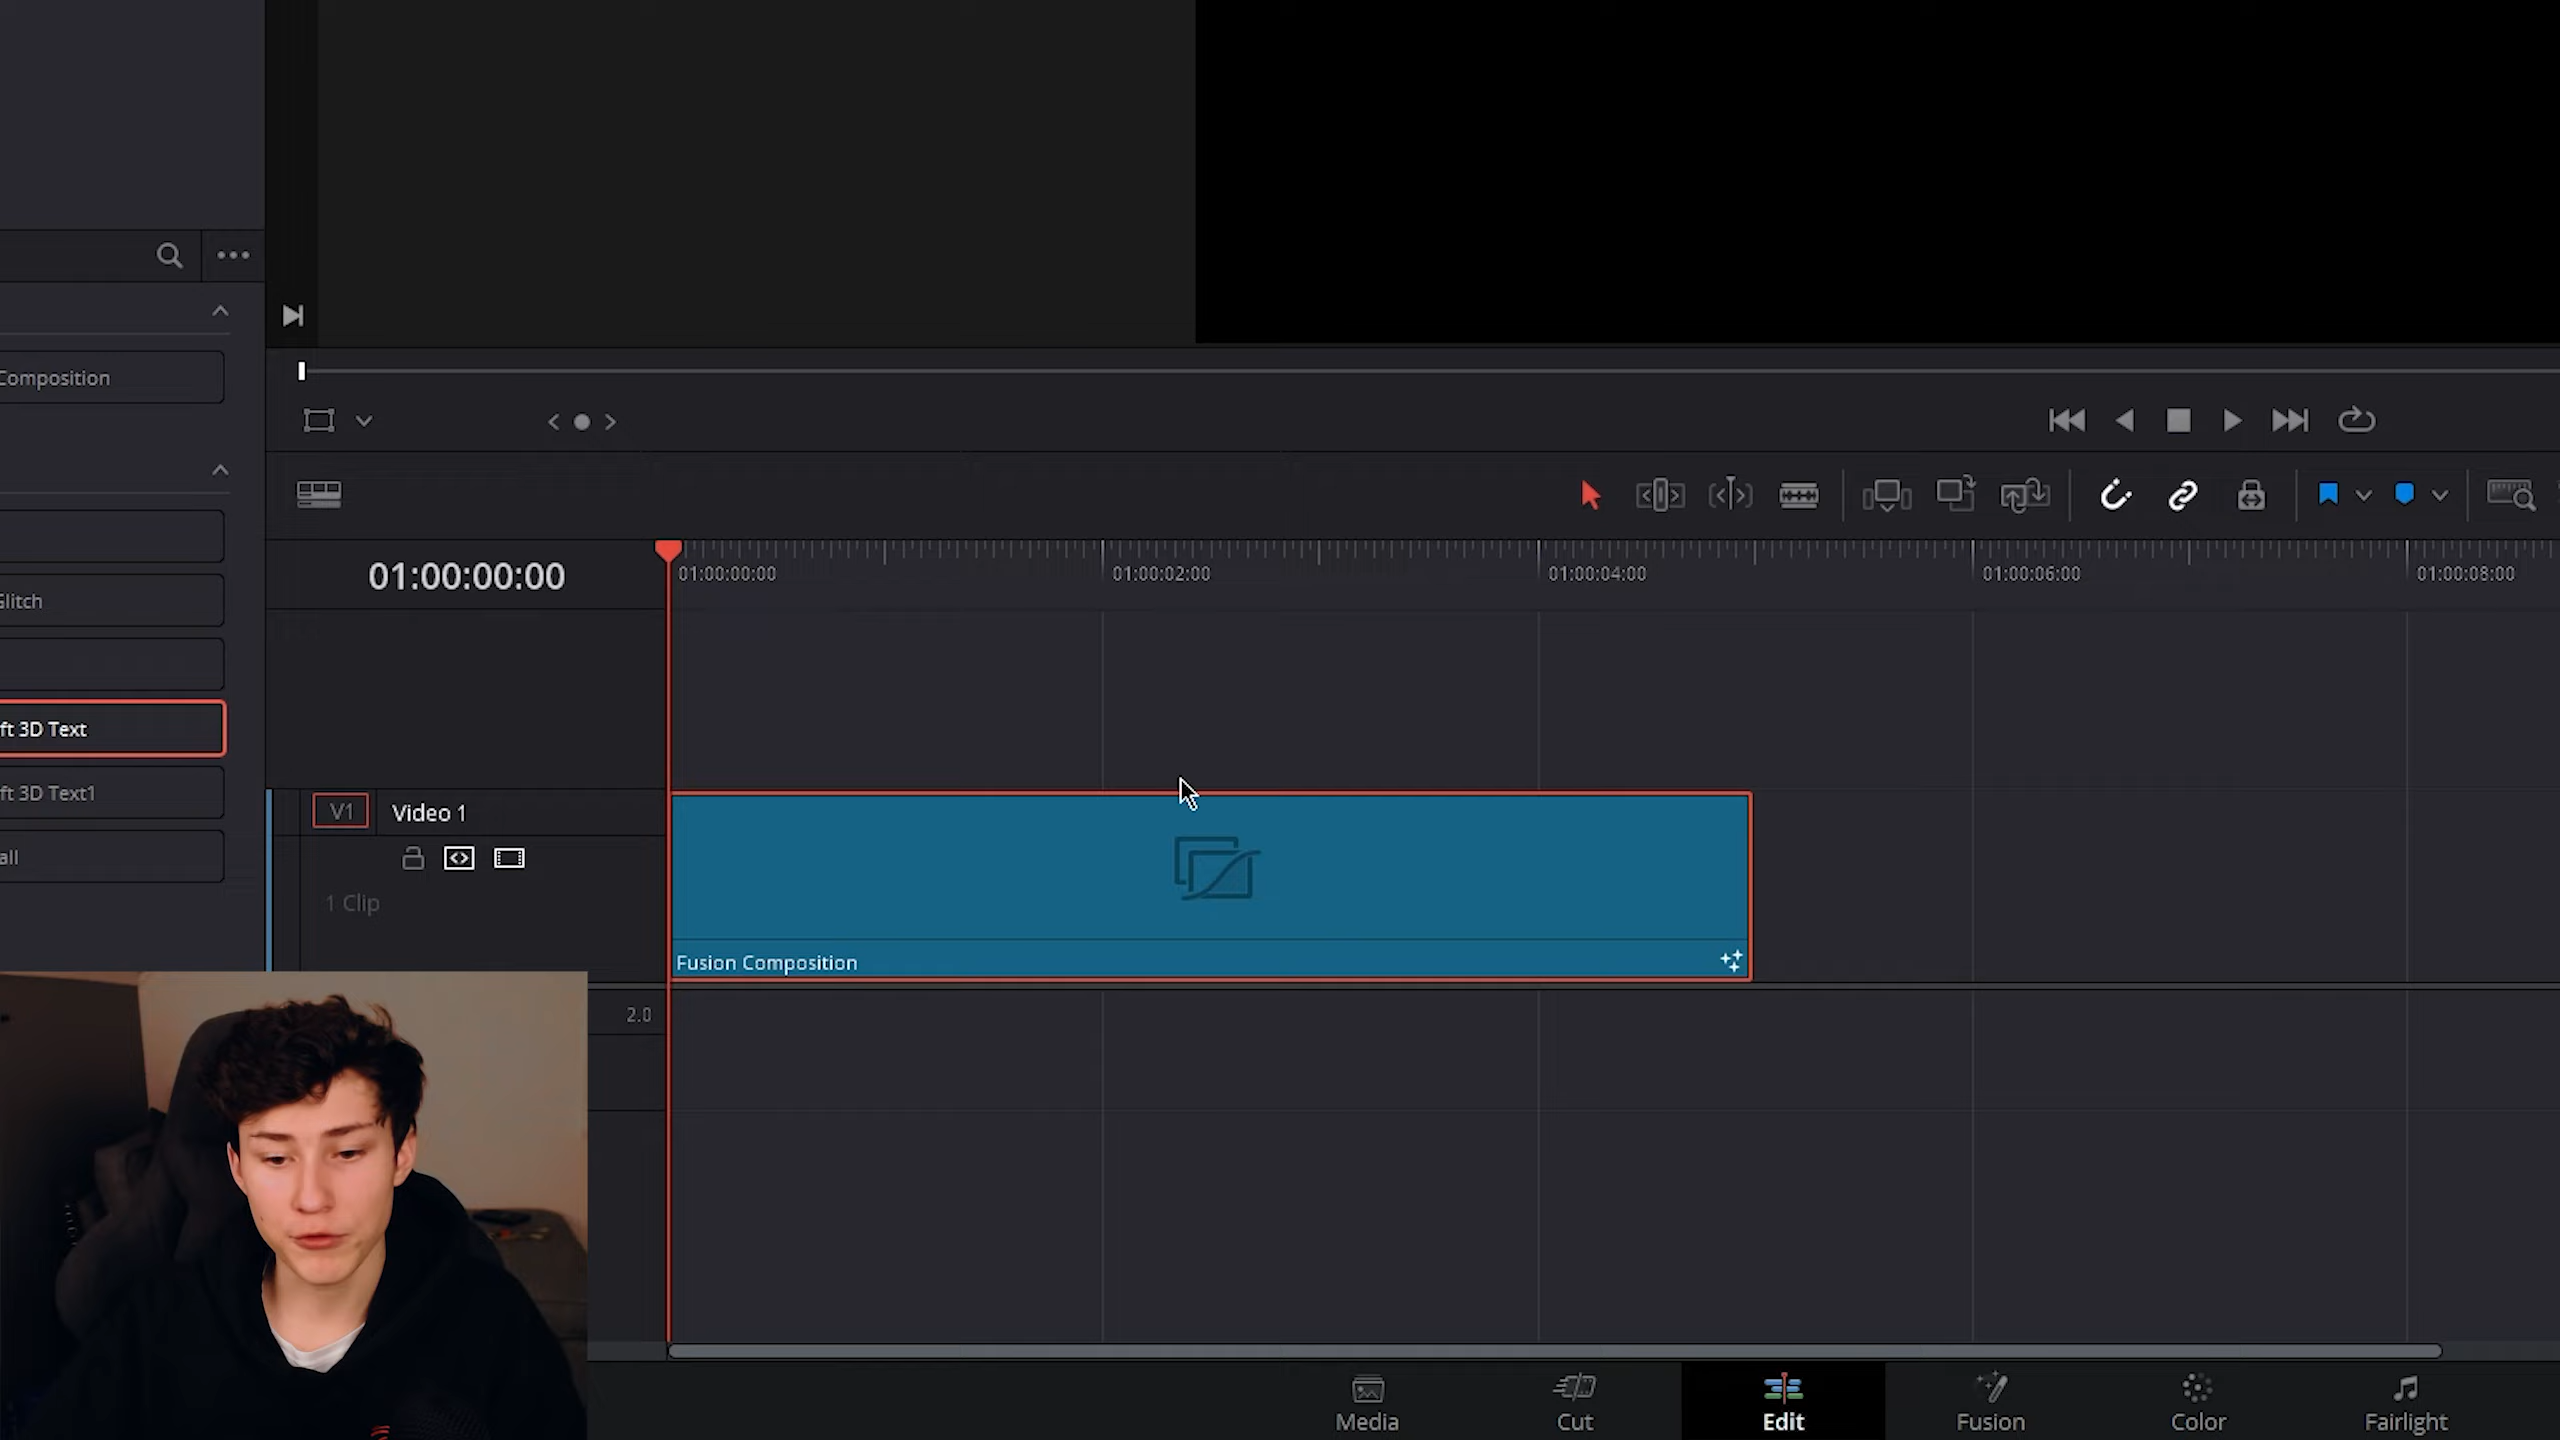 Composition
Glitch
ft 3D Text
ft 3D Text1
all
01:00:00:00
01:00:00:00
01:00:02:00
01:00:04:00
01:00:06:00
01:00:08:00
V1
Video 1
1 Clip
Fusion Composition
2.0
Media
Cut
Edit
Fusion
Color
Fairlight